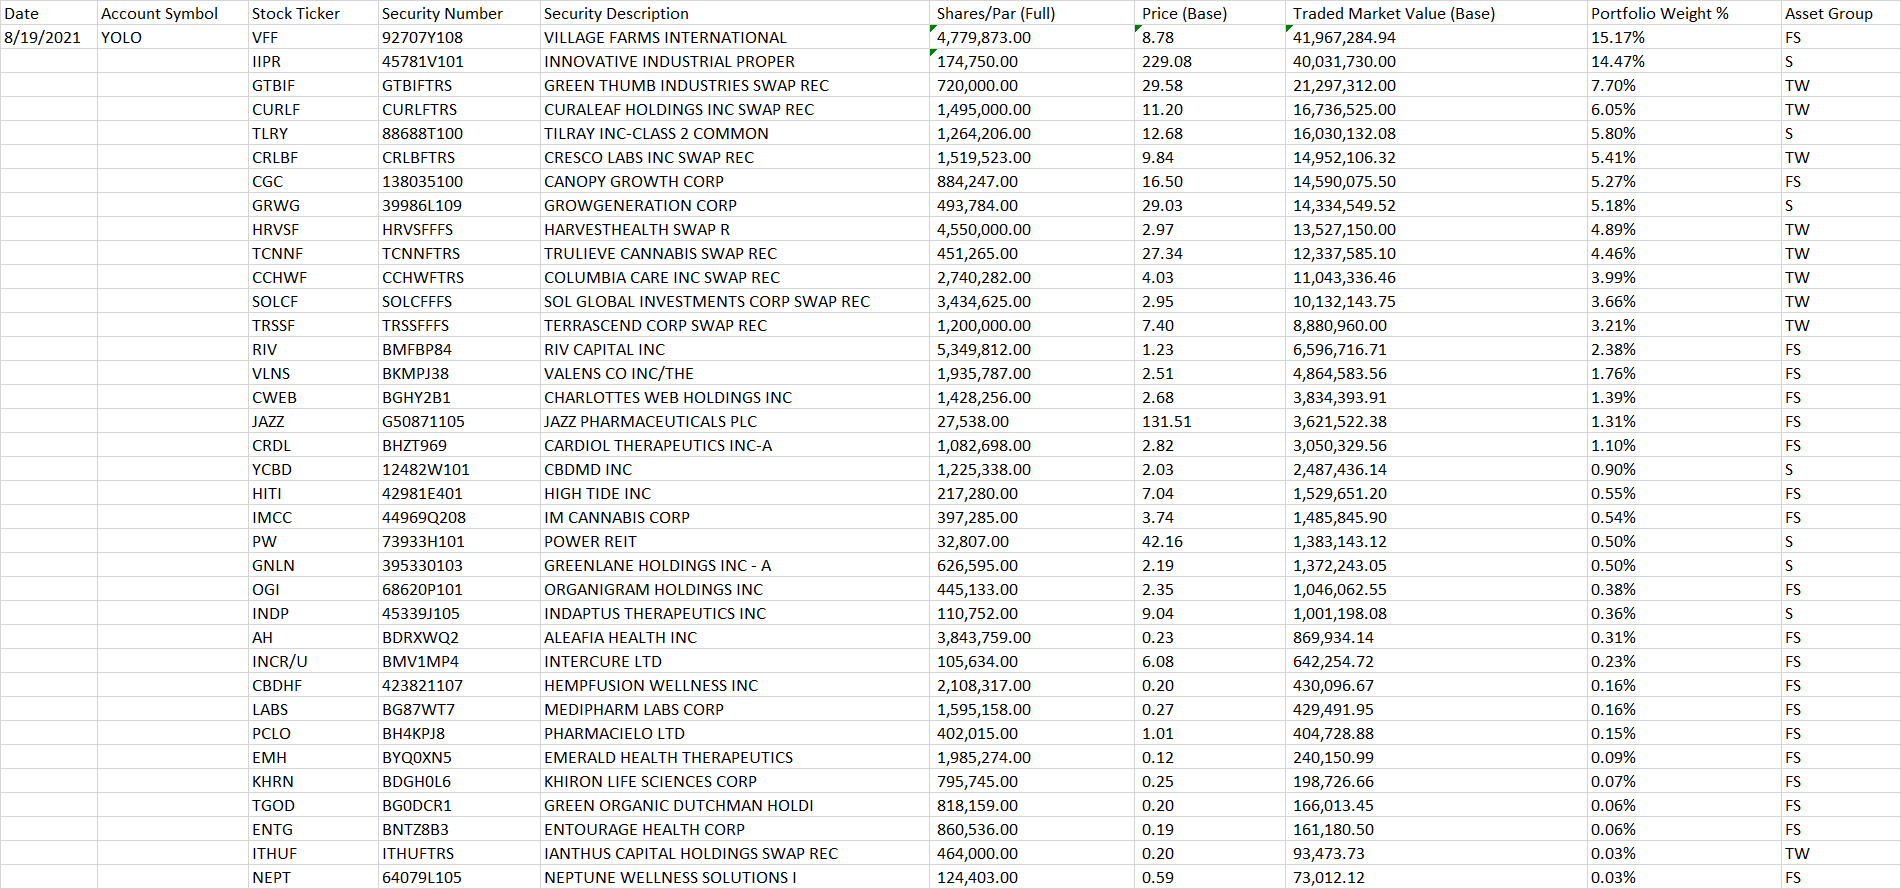 Date Account Symbol Stock Ticker Security Number Security Description Shares/Par (Full) Price (Base) Traded Market Value (Base) Portfolio Weight % Asset Group
8/19/2021 YOLO VFF 92707Y108 VILLAGE FARMS INTERNATIONAL 4,779,873.00 8.78 41,967,284.94 15.17% FS
IIPR 45781V101 INNOVATIVE INDUSTRIAL PROPER 174,750.00 229.08 40,031,730.00 14.47% S
GTBIF GTBIFTRS GREEN THUMB INDUSTRIES SWAP REC 720,000.00 29.58 21,297,312.00 7.70% TW
CURLF CURLFTRS CURALEAF HOLDINGS INC SWAP REC 1,495,000.00 11.20 16,736,525.00 6.05% TW
TLRY 88688T100 TILRAY INC-CLASS 2 COMMON 1,264,206.00 12.68 16,030,132.08 5.80% S
CRLBF CRLBFTRS CRESCO LABS INC SWAP REC 1,519,523.00 9.84 14,952,106.32 5.41% TW
CGC 138035100 CANOPY GROWTH CORP 884,247.00 16.50 14,590,075.50 5.27% FS
GRWG 39986L109 GROWGENERATION CORP 493,784.00 29.03 14,334,549.52 5.18% S
HRVSF HRVSFFFS HARVESTHEALTH SWAP R 4,550,000.00 2.97 13,527,150.00 4.89% TW
TCNNF TCNNFTRS TRULIEVE CANNABIS SWAP REC 451,265.00 27.34 12,337,585.10 4.46% TW
CCHWF CCHWFTRS COLUMBIA CARE INC SWAP REC 2,740,282.00 4.03 11,043,336.46 3.99% TW
SOLCF SOLCFFFS SOL GLOBAL INVESTMENTS CORP SWAP REC 3,434,625.00 2.95 10,132,143.75 3.66% TW
TRSSF TRSSFFFS TERRASCEND CORP SWAP REC 1,200,000.00 7.40 8,880,960.00 3.21% TW
RIV BMFBP84 RIV CAPITAL INC 5,349,812.00 1.23 6,596,716.71 2.38% FS
VLNS BKMPJ38 VALENS CO INC/THE 1,935,787.00 2.51 4,864,583.56 1.76% FS
CWEB BGHY2B1 CHARLOTTES WEB HOLDINGS INC 1,428,256.00 2.68 3,834,393.91 1.39% FS
JAZZ G50871105 JAZZ PHARMACEUTICALS PLC 27,538.00 131.51 3,621,522.38 1.31% FS
CRDL BHZT969 CARDIOL THERAPEUTICS INC-A 1,082,698.00 2.82 3,050,329.56 1.10% FS
YCBD 12482W101 CBDMD INC 1,225,338.00 2.03 2,487,436.14 0.90% S
HITI 42981E401 HIGH TIDE INC 217,280.00 7.04 1,529,651.20 0.55% FS
IMCC 44969Q208 IM CANNABIS CORP 397,285.00 3.74 1,485,845.90 0.54% FS
PW 73933H101 POWER REIT 32,807.00 42.16 1,383,143.12 0.50% S
GNLN 395330103 GREENLANE HOLDINGS INC - A 626,595.00 2.19 1,372,243.05 0.50% S
OGI 68620P101 ORGANIGRAM HOLDINGS INC 445,133.00 2.35 1,046,062.55 0.38% FS
INDP 45339J105 INDAPTUS THERAPEUTICS INC 110,752.00 9.04 1,001,198.08 0.36% S
AH BDRXWQ2 ALEAFIA HEALTH INC 3,843,759.00 0.23 869,934.14 0.31% FS
INCR/U BMV1MP4 INTERCURE LTD 105,634.00 6.08 642,254.72 0.23% FS
CBDHF 423821107 HEMPFUSION WELLNESS INC 2,108,317.00 0.20 430,096.67 0.16% FS
LABS BG87WT7 MEDIPHARM LABS CORP 1,595,158.00 0.27 429,491.95 0.16% FS
PCLO BH4KPJ8 PHARMACIELO LTD 402,015.00 1.01 404,728.88 0.15% FS
EMH BYQ0XN5 EMERALD HEALTH THERAPEUTICS 1,985,274.00 0.12 240,150.99 0.09% FS
KHRN BDGH0L6 KHIRON LIFE SCIENCES CORP 795,745.00 0.25 198,726.66 0.07% FS
TGOD BG0DCR1 GREEN ORGANIC DUTCHMAN HOLDI 818,159.00 0.20 166,013.45 0.06% FS
ENTG BNTZ8B3 ENTOURAGE HEALTH CORP 860,536.00 0.19 161,180.50 0.06% FS
ITHUF ITHUFTRS IANTHUS CAPITAL HOLDINGS SWAP REC 464,000.00 0.20 93,473.73 0.03% TW
NEPT 64079L105 NEPTUNE WELLNESS SOLUTIONS I 124,403.00 0.59 73,012.12 0.03% FS